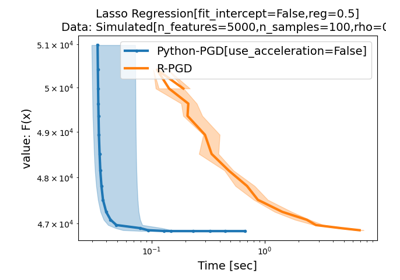 Lasso Regression[fit_intercept=False,reg=0.5]
Data: Simulated[n_features=5000,n_samples=100,rho=0
Python-PGD[use_acceleration=False]
R-PGD
5.1 × 10⁴
5 × 10⁴
4.9 × 10⁴
4.8 × 10⁴
4.7 × 10⁴
value: F(x)
10⁻¹ 10⁰
Time [sec]